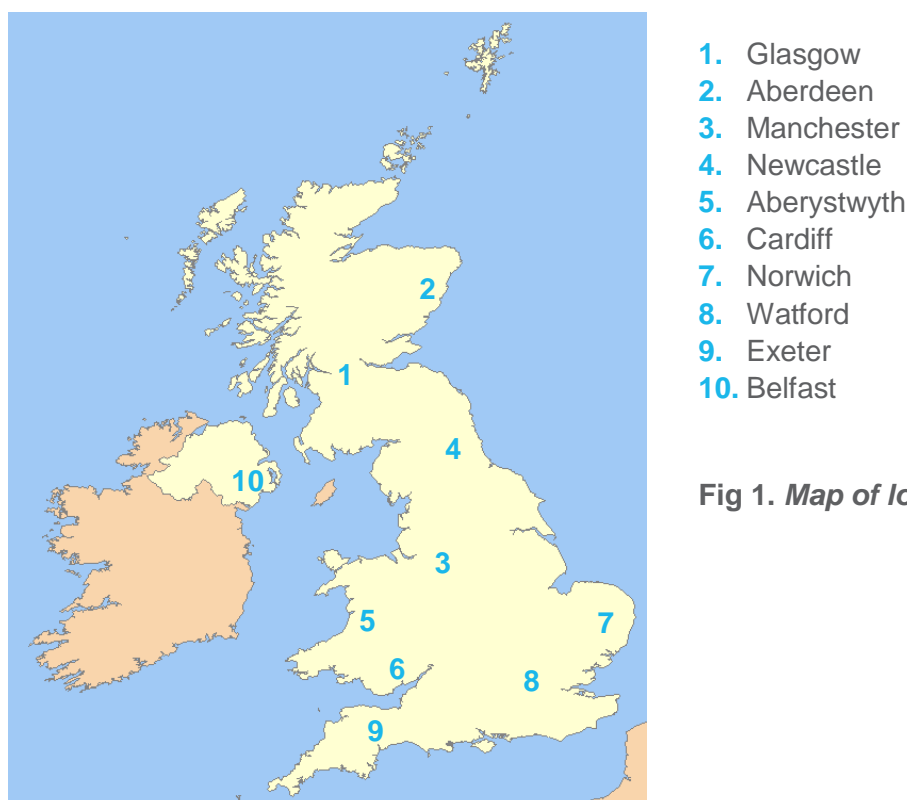 1. Glasgow
2. Aberdeen
3. Manchester
4. Newcastle
5. Aberystwyth
6. Cardiff
7. Norwich
8. Watford
9. Exeter
10. Belfast
Fig 1. Map of
2
1
4
10
3
5
7
6
8
9